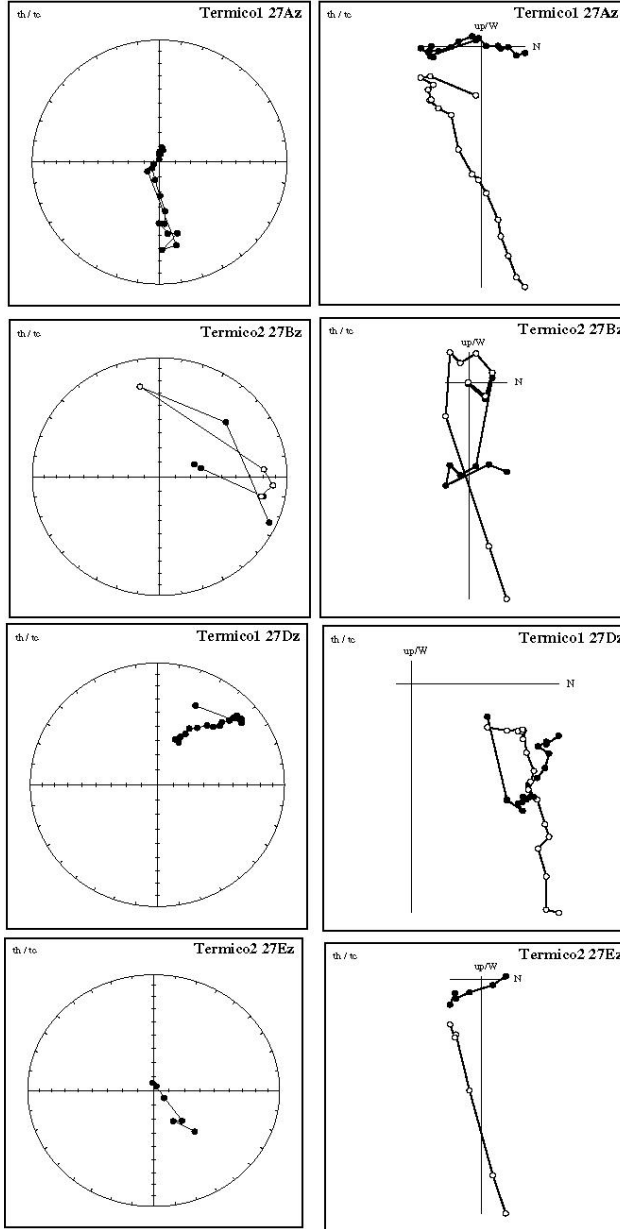 th / tc Termico1 27Az
th / tc Termico1 27Az
up/W
N
th / tc Termico2 27Bz
th / tc Termico2 27Bz
up/W
N
th / tc Termico1 27Dz
th / tc Termico1 27Dz
up/W
N
th / tc Termico2 27Ez
th / tc Termico2 27Ez
up/W
N